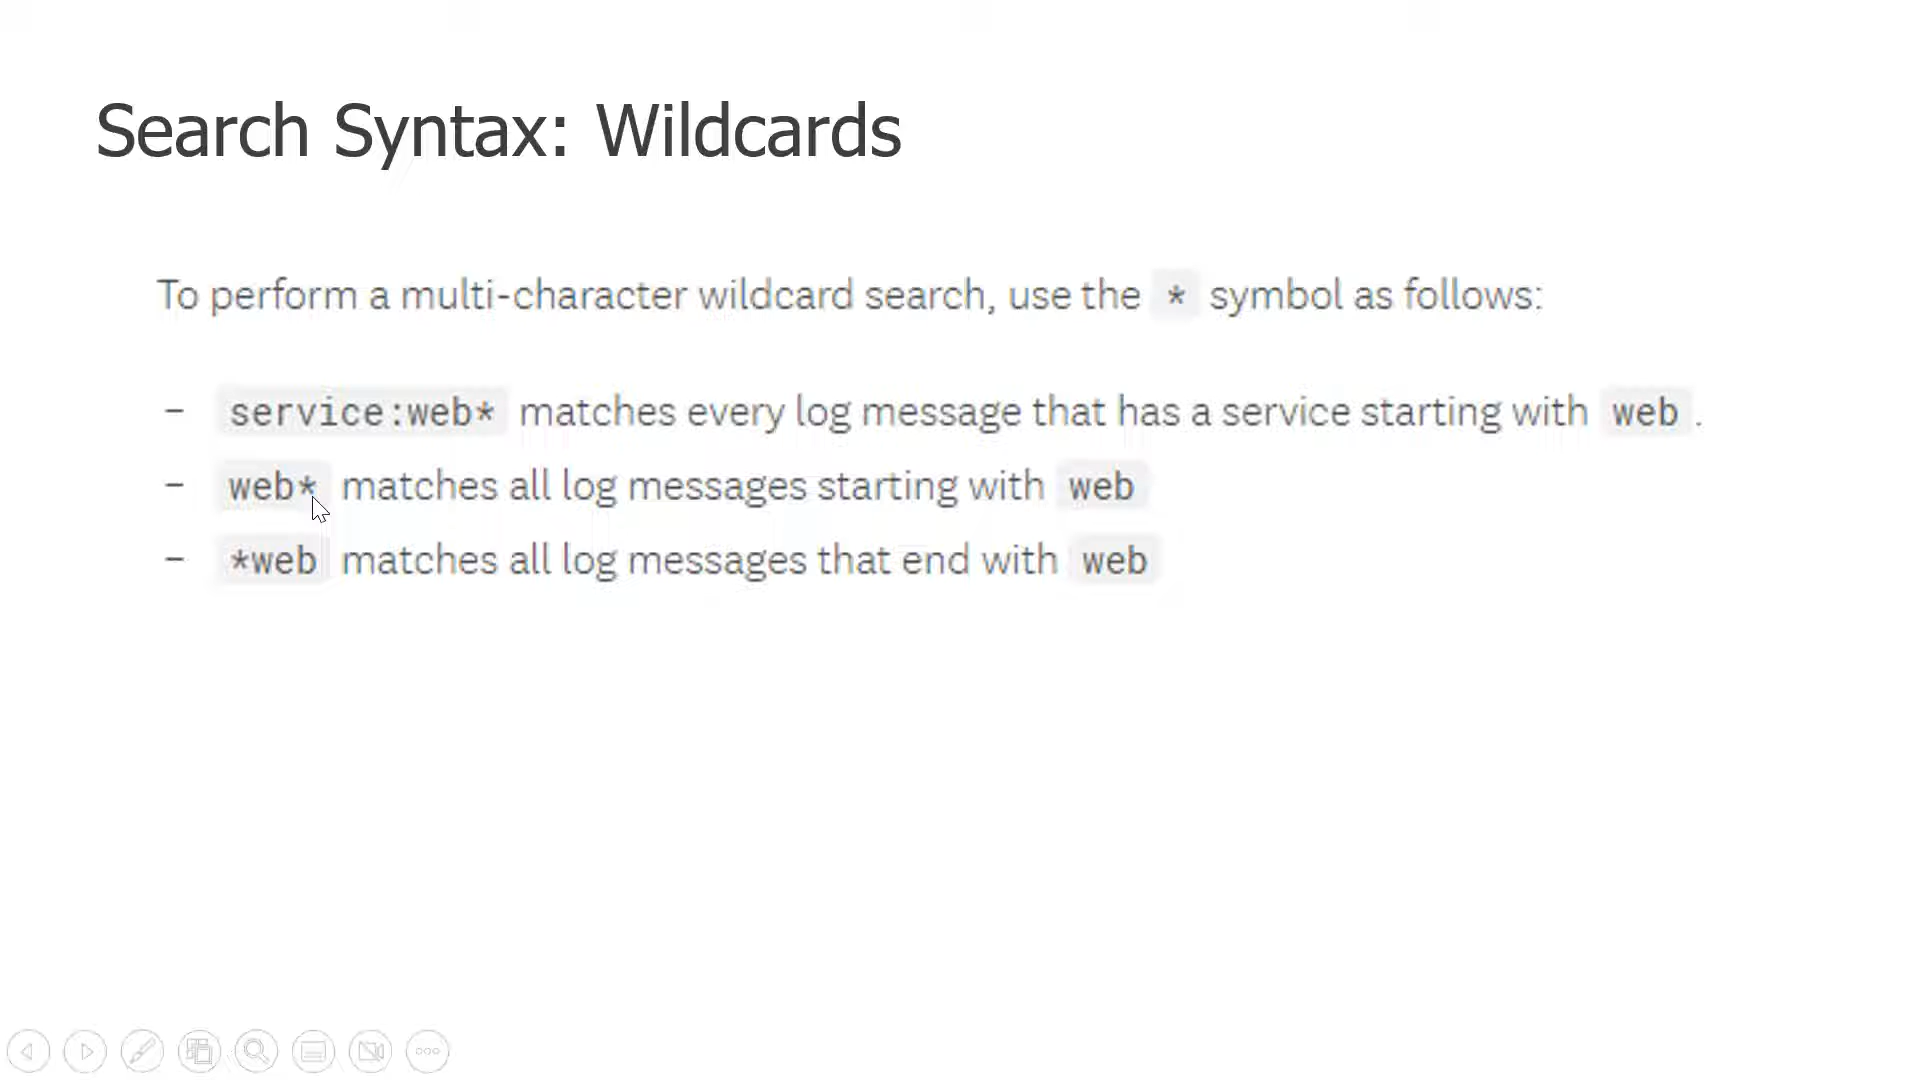 Search Syntax: Wildcards
To perform a multi-character wildcard search, use the * symbol as follows:
– service:web* matches every log message that has a service starting with web .
– web* matches all log messages starting with web
– *web matches all log messages that end with web